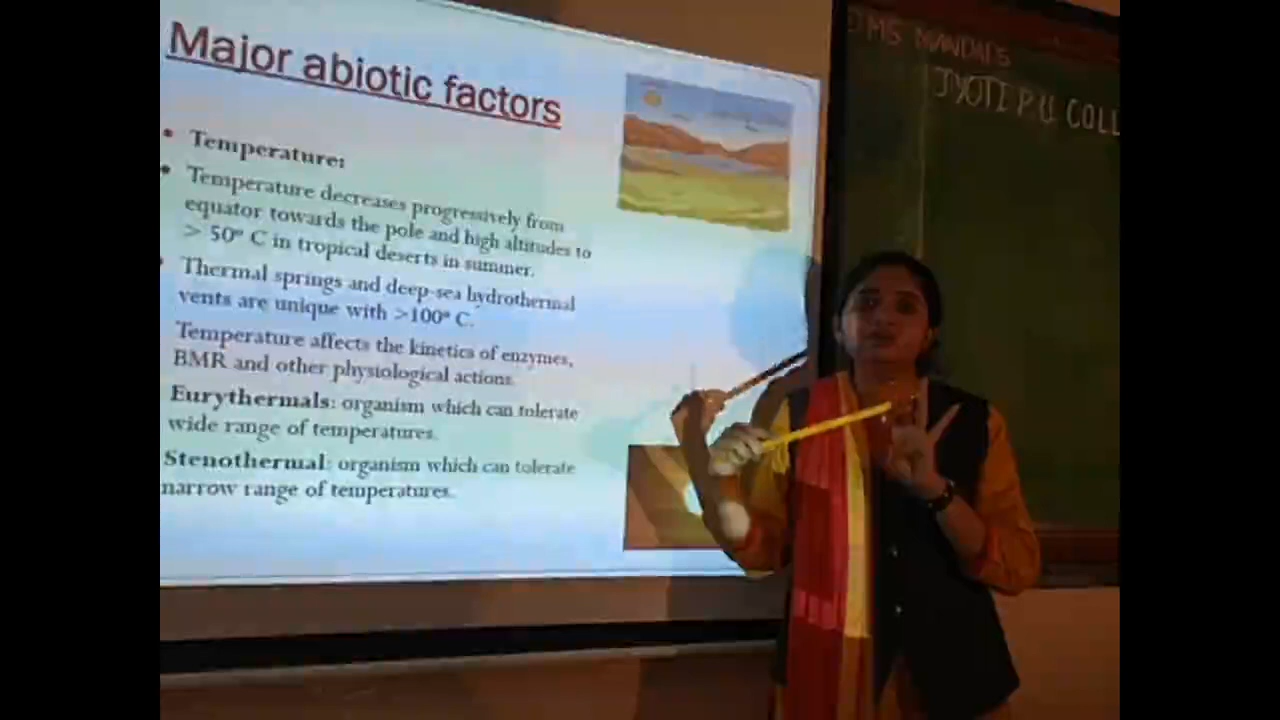 Major abiotic factors
• Temperature:
• Temperature decreases progressively from
equator towards the pole and high altitudes to
> 50º C in tropical deserts in summer.
• Thermal springs and deep-sea hydrothermal
vents are unique with >100º C.
Temperature affects the kinetics of enzymes,
BMR and other physiological actions.
Eurythermals: organism which can tolerate
wide range of temperatures.
Stenothermal: organism which can tolerate
narrow range of temperatures.
MANDAL'S
JYOTI P U COLL